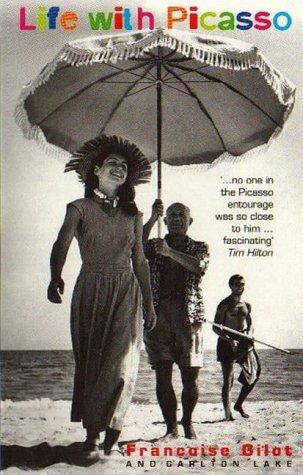 Life with Picasso
'...no one in
the Picasso
entourage
was so close
to him ...
fascinating'
Tim Hilton
Francoise Gilot
AND CARLTON LAKE